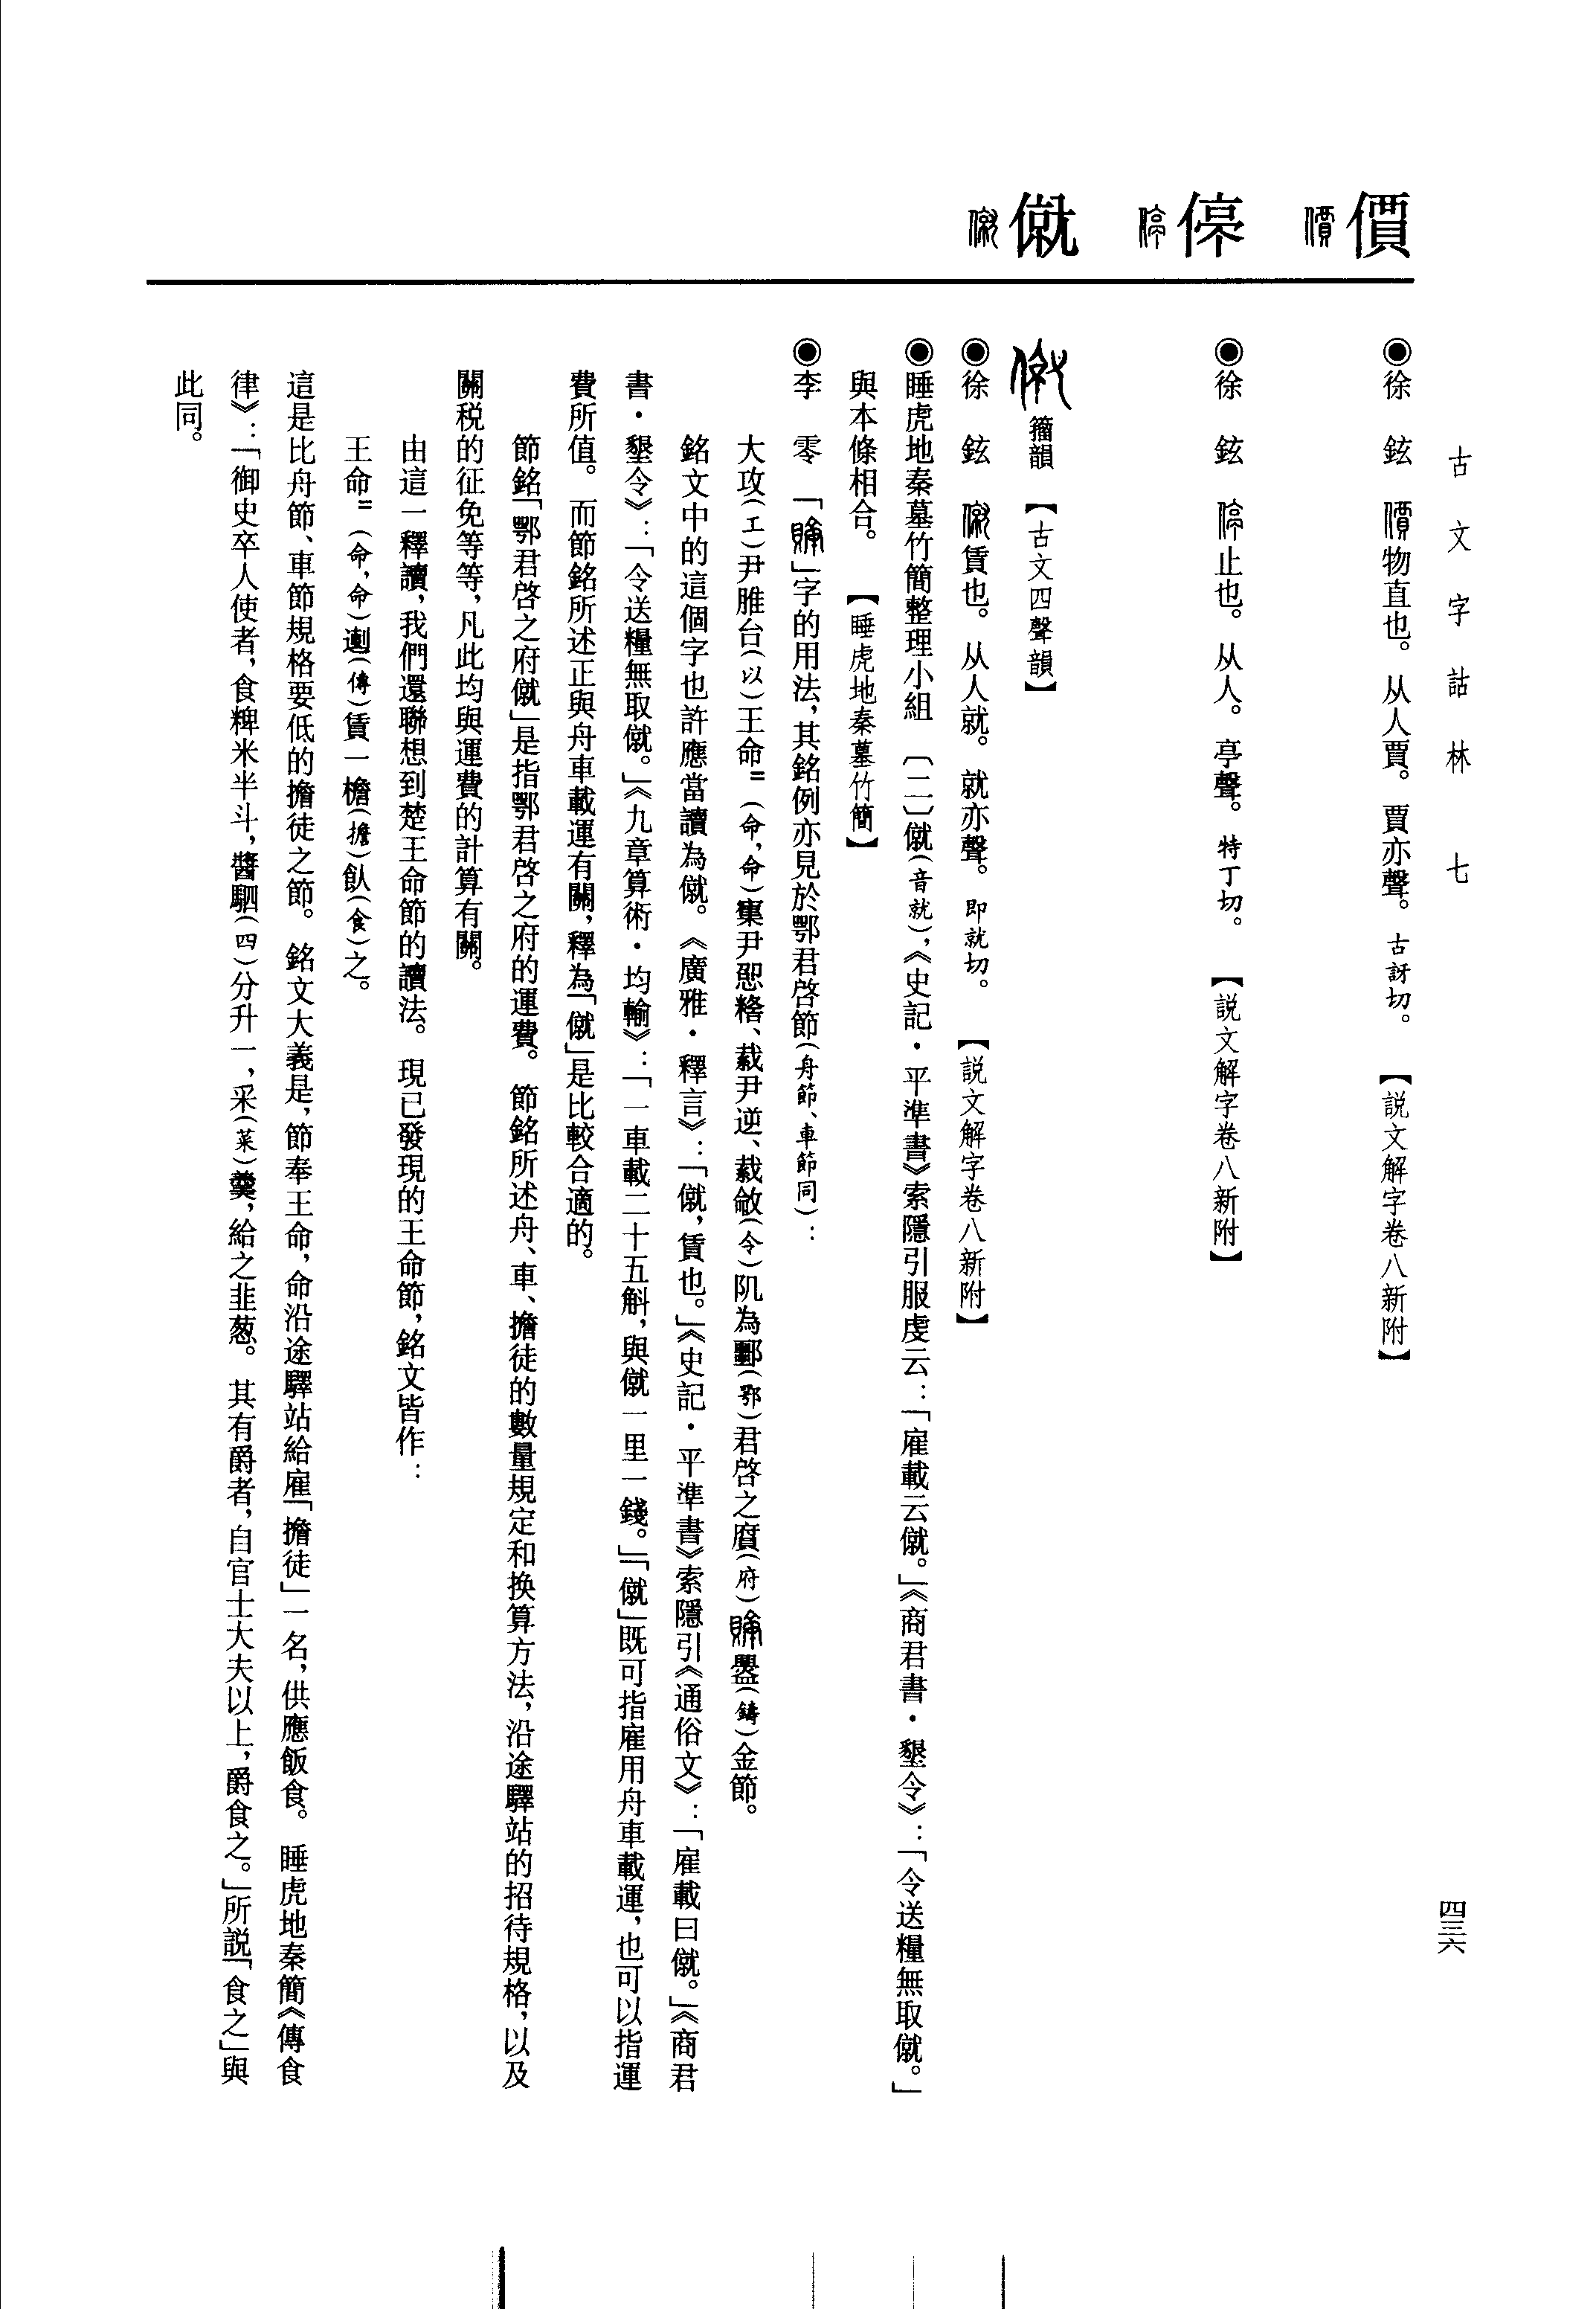 古文字詁林 七
四三六
價
停
僦
◉徐 鉉 價物直也。从人賈。賈亦聲。古訝切。 【説文解字卷八新附】
◉徐 鉉 停止也。从人。亭聲。特丁切。 【説文解字卷八新附】
籀韻 【古文四聲韻】
◉徐 鉉 僦賃也。从人就。就亦聲。即就切。 【説文解字卷八新附】
◉睡虎地秦墓竹簡整理小組 〔二〕僦(音就),《史記·平準書》索隱引服虔云:「雇載云僦。」《商君書·墾令》:「令送糧無取僦。」
與本條相合。 【睡虎地秦墓竹簡】
◉李 零 「」字的用法,其銘例亦見於鄂君啓節(舟節、車節同):
大攻(工)尹脽台(以)王命〓(命,命)集尹糈、裁尹逆、裁敓(令)阢為(鄂)君啓之(府)(鑄)金節。
銘文中的這個字也許應當讀為僦。《廣雅·釋言》:「僦,賃也。」《史記·平準書》索隱引《通俗文》:「雇載曰僦。」《商君
書·墾令》:「令送糧無取僦。」《九章算術·均輸》:「一車載二十五斛,與僦一里一錢。」「僦」既可指雇用舟車載運,也可以指運
費所值。而節銘所述正與舟車載運有關,釋為「僦」是比較合適的。
節銘「鄂君啓之府僦」是指鄂君啓之府的運費。節銘所述舟、車、擔徒的數量規定和换算方法,沿途驛站的招待規格,以及
關税的征免等等,凡此均與運費的計算有關。
由這一釋讀,我們還聯想到楚王命節的讀法。現已發現的王命節,銘文皆作:
王命〓(命,命)(傳)賃一檐(擔)飤(食)之。
這是比舟節、車節規格要低的擔徒之節。銘文大義是,節奉王命,命沿途驛站給雇「擔徒」一名,供應飯食。睡虎地秦簡《傳食
律》:「御史卒人使者,食粺米半斗,醬駟(四)分升一,采(菜)羹,給之韭葱。其有爵者,自官士大夫以上,爵食之。」所説「食之」與
此同。